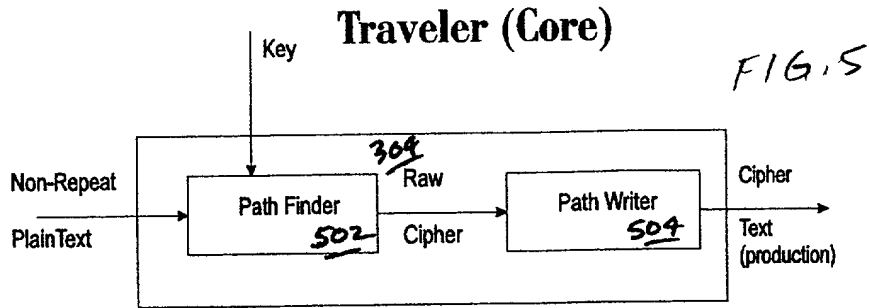 Traveler (Core)
Key
FIG.5
304
Non-Repeat
PlainText
Path Finder
502
Raw
Cipher
Path Writer
504
Cipher
Text
(production)